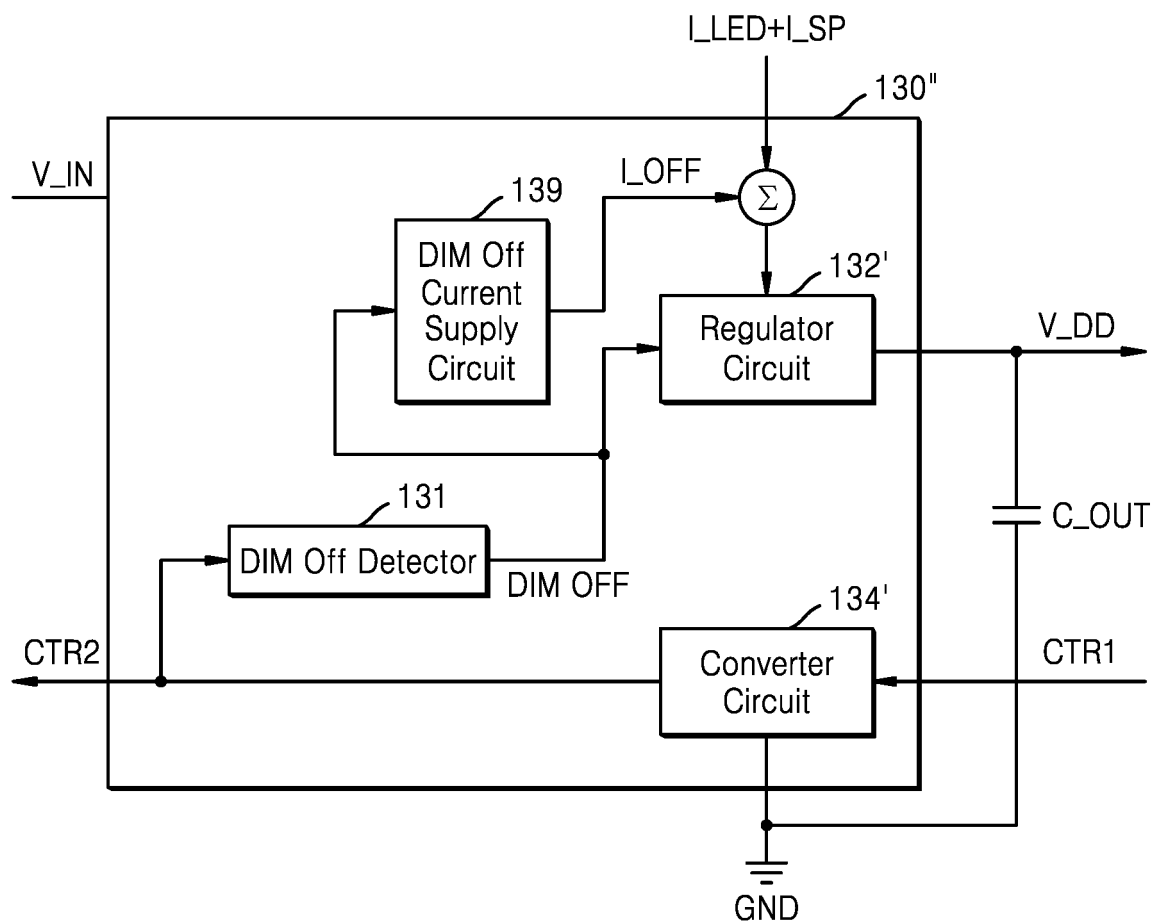 I_LED+I_SP
130"
V_IN
139
I_OFF
Σ
DIM Off
Current
Supply
Circuit
132'
Regulator
Circuit
V_DD
131
DIM Off Detector
DIM OFF
C_OUT
134'
CTR2
Converter
Circuit
CTR1
GND